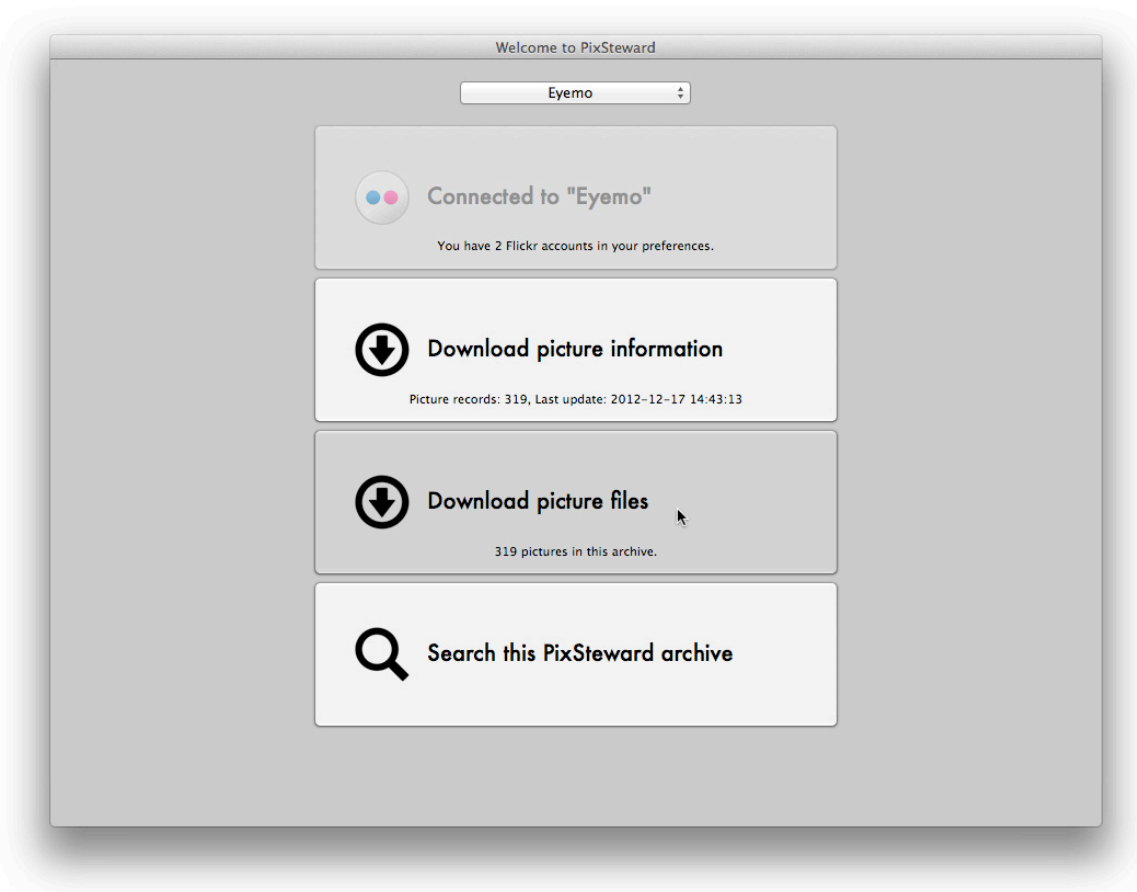 Welcome to PixSteward
Eyemo
Connected to "Eyemo"
You have 2 Flickr accounts in your preferences.
Download picture information
Picture records: 319, Last update: 2012-12-17 14:43:13
Download picture files
319 pictures in this archive.
Search this PixSteward archive